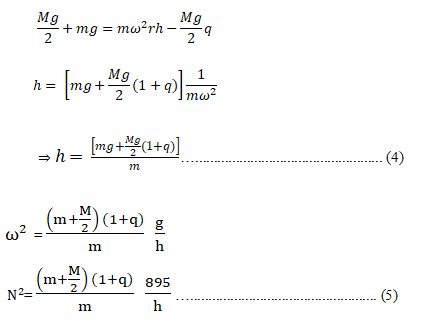 Mg/2 + mg = mω²rh − Mg/2 q
h = [mg + Mg/2 (1 + q)] 1/mω²
⇒ h = [mg+Mg/2(1+q)]/m ........................................................ (4)
ω² = (m+M/2)(1+q)/m g/h
N²= (m+M/2)(1+q)/m 895/h ........................................................ (5)